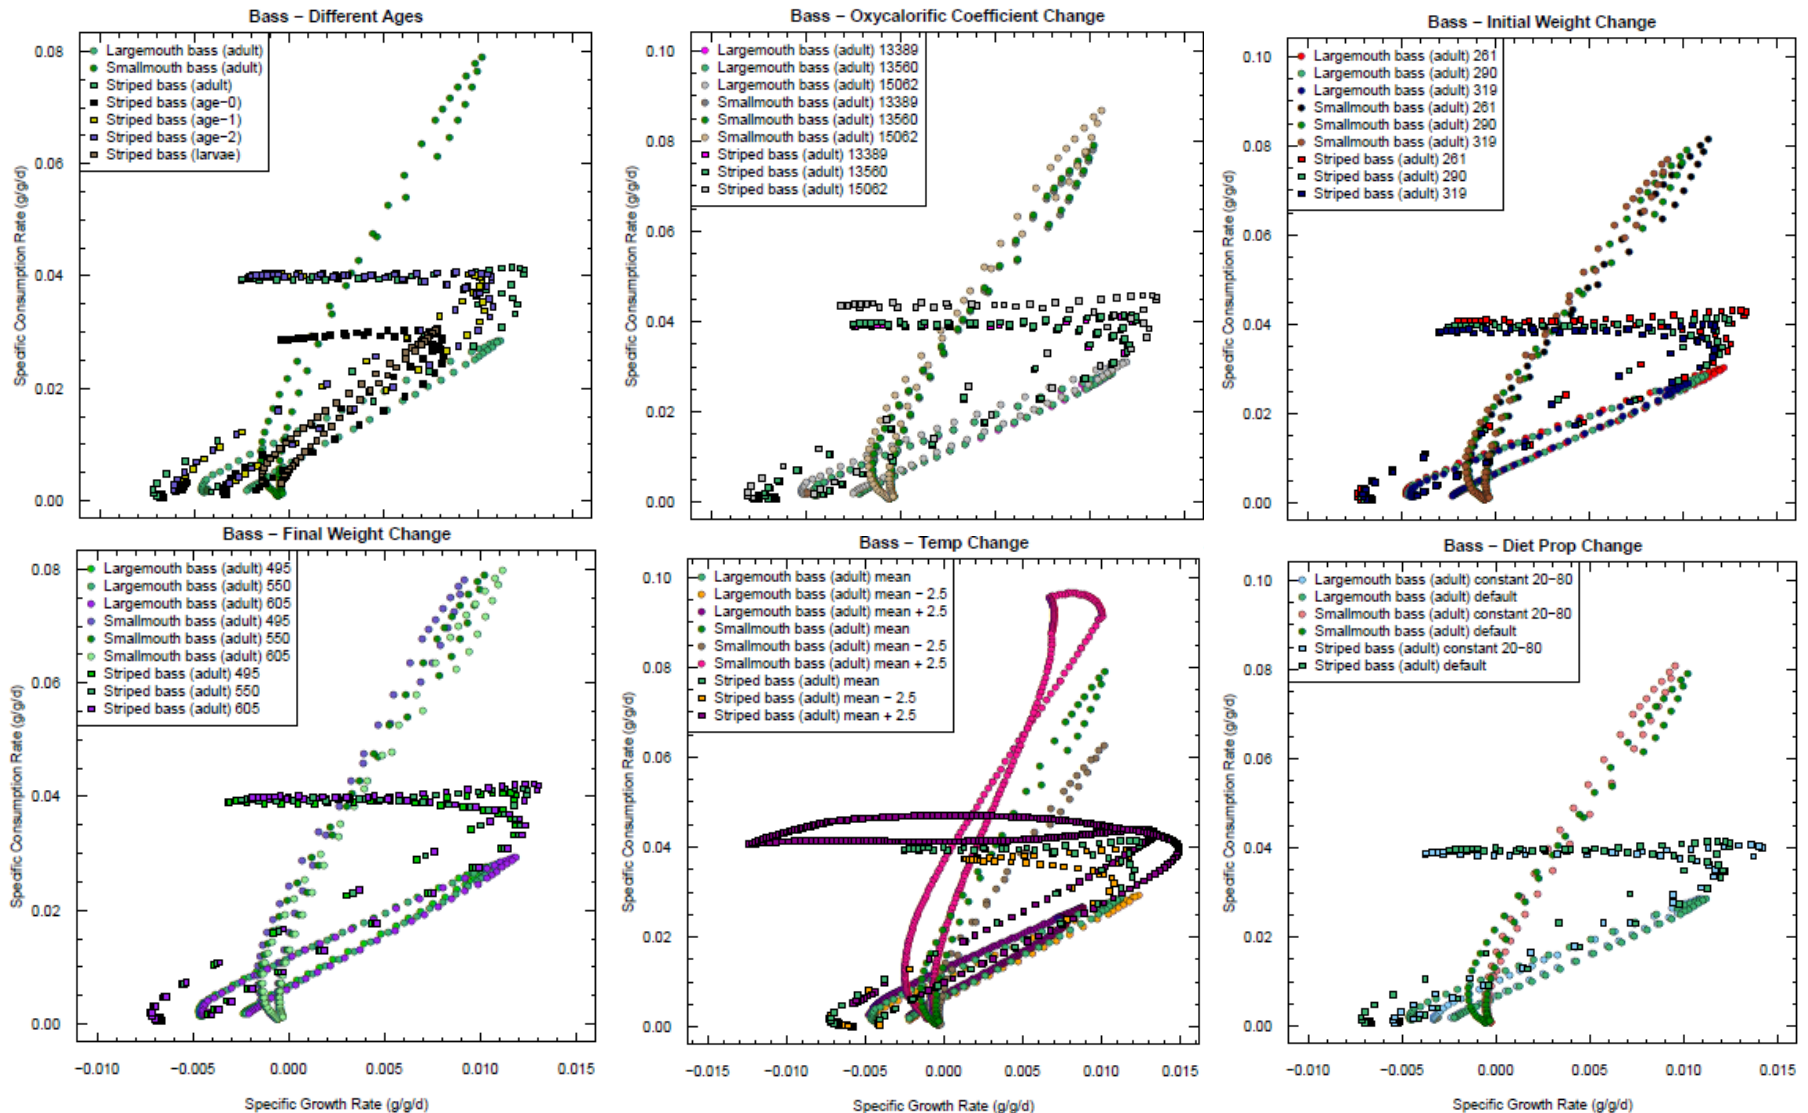 Bass – Different Ages
Specific Consumption Rate (g/g/d)
0.08
0.06
0.04
0.02
0.00
Largemouth bass (adult)
Smallmouth bass (adult)
Striped bass (adult)
Striped bass (age−0)
Striped bass (age−1)
Striped bass (age−2)
Striped bass (larvae)
Bass – Oxycalorific Coefficient Change
Specific Consumption Rate (g/g/d)
0.10
0.08
0.06
0.04
0.02
0.00
Largemouth bass (adult) 13389
Largemouth bass (adult) 13560
Largemouth bass (adult) 15062
Smallmouth bass (adult) 13389
Smallmouth bass (adult) 13560
Smallmouth bass (adult) 15062
Striped bass (adult) 13389
Striped bass (adult) 13560
Striped bass (adult) 15062
Bass – Initial Weight Change
Specific Consumption Rate (g/g/d)
0.10
0.08
0.06
0.04
0.02
0.00
Largemouth bass (adult) 261
Largemouth bass (adult) 290
Largemouth bass (adult) 319
Smallmouth bass (adult) 261
Smallmouth bass (adult) 290
Smallmouth bass (adult) 319
Striped bass (adult) 261
Striped bass (adult) 290
Striped bass (adult) 319
Bass – Final Weight Change
Specific Consumption Rate (g/g/d)
0.08
0.06
0.04
0.02
0.00
Largemouth bass (adult) 495
Largemouth bass (adult) 550
Largemouth bass (adult) 605
Smallmouth bass (adult) 495
Smallmouth bass (adult) 550
Smallmouth bass (adult) 605
Striped bass (adult) 495
Striped bass (adult) 550
Striped bass (adult) 605
−0.010 −0.005 0.000 0.005 0.010 0.015
Specific Growth Rate (g/g/d)
Bass – Temp Change
Specific Consumption Rate (g/g/d)
0.10
0.08
0.06
0.04
0.02
0.00
Largemouth bass (adult) mean
Largemouth bass (adult) mean − 2.5
Largemouth bass (adult) mean + 2.5
Smallmouth bass (adult) mean
Smallmouth bass (adult) mean − 2.5
Smallmouth bass (adult) mean + 2.5
Striped bass (adult) mean
Striped bass (adult) mean − 2.5
Striped bass (adult) mean + 2.5
−0.015 −0.010 −0.005 0.000 0.005 0.010 0.015
Specific Growth Rate (g/g/d)
Bass – Diet Prop Change
Specific Consumption Rate (g/g/d)
0.10
0.08
0.06
0.04
0.02
0.00
Largemouth bass (adult) constant 20−80
Largemouth bass (adult) default
Smallmouth bass (adult) constant 20−80
Smallmouth bass (adult) default
Striped bass (adult) constant 20−80
Striped bass (adult) default
−0.010 −0.005 0.000 0.005 0.010 0.015
Specific Growth Rate (g/g/d)